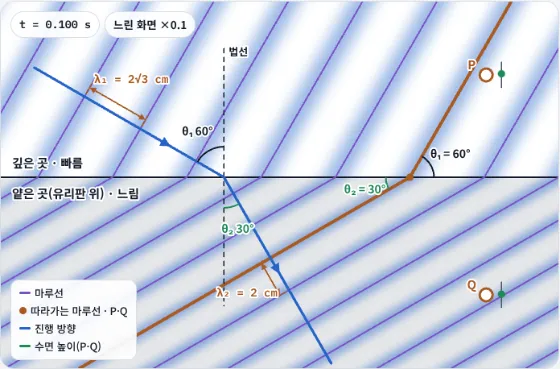 t = 0.100 s
느린 화면 ×0.1
법선
λ₁ = 2√3 cm
P
θ₁ 60°
θ₁ = 60°
깊은 곳 · 빠름
얕은 곳(유리판 위) · 느림
θ₂ = 30°
θ₂ 30°
λ₂ = 2 cm
Q
마루선
따라가는 마루선 · P·Q
진행 방향
수면 높이(P·Q)